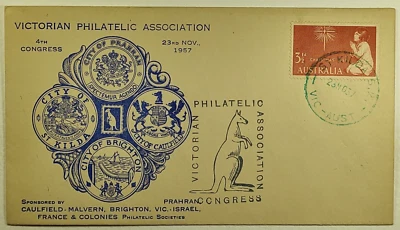 VICTORIAN PHILATELIC ASSOCIATION
4TH CONGRESS
23RD NOV., 1957
CITY OF PRAHRAN
CITY OF ST KILDA
CITY OF CAULFIELD
CITY OF BRIGHTON
VICTORIAN PHILATELIC ASSOCIATION
CONGRESS
3½D
AUSTRALIA
VIC-AUST
SPONSORED BY PRAHRAN
CAULFIELD-MALVERN, BRIGHTON, VIC.-ISRAEL,
FRANCE & COLONIES PHILATELIC SOCIETIES